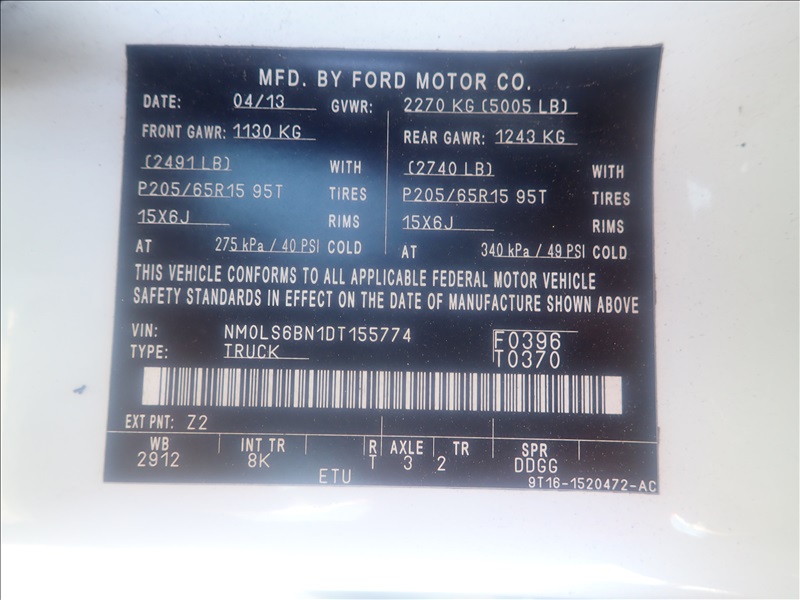 MFD. BY FORD MOTOR CO.
DATE: 04/13 GVWR: 2270 KG (5005 LB)
FRONT GAWR: 1130 KG REAR GAWR: 1243 KG
(2491 LB) WITH (2740 LB) WITH
P205/65R15 95T TIRES P205/65R15 95T TIRES
15X6J RIMS 15X6J RIMS
AT 275 kPa / 40 PSI COLD AT 340 kPa / 49 PSI COLD
THIS VEHICLE CONFORMS TO ALL APPLICABLE FEDERAL MOTOR VEHICLE
SAFETY STANDARDS IN EFFECT ON THE DATE OF MANUFACTURE SHOWN ABOVE
VIN: NM0LS6BN1DT155774 F0396
TYPE: TRUCK T0370
EXT PNT: Z2
WB INT TR R AXLE TR SPR
2912 8K T 3 2 DDGG
ETU 9T16-1520472-AC